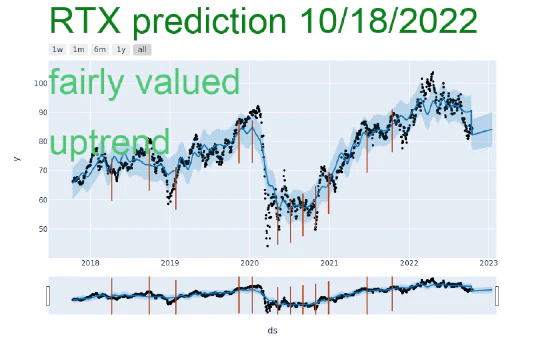 RTX prediction 10/18/2022
1w 1m 6m 1y all
fairly valued
uptrend
100
90
80
70
60
50
y
2018 2019 2020 2021 2022 2023
ds